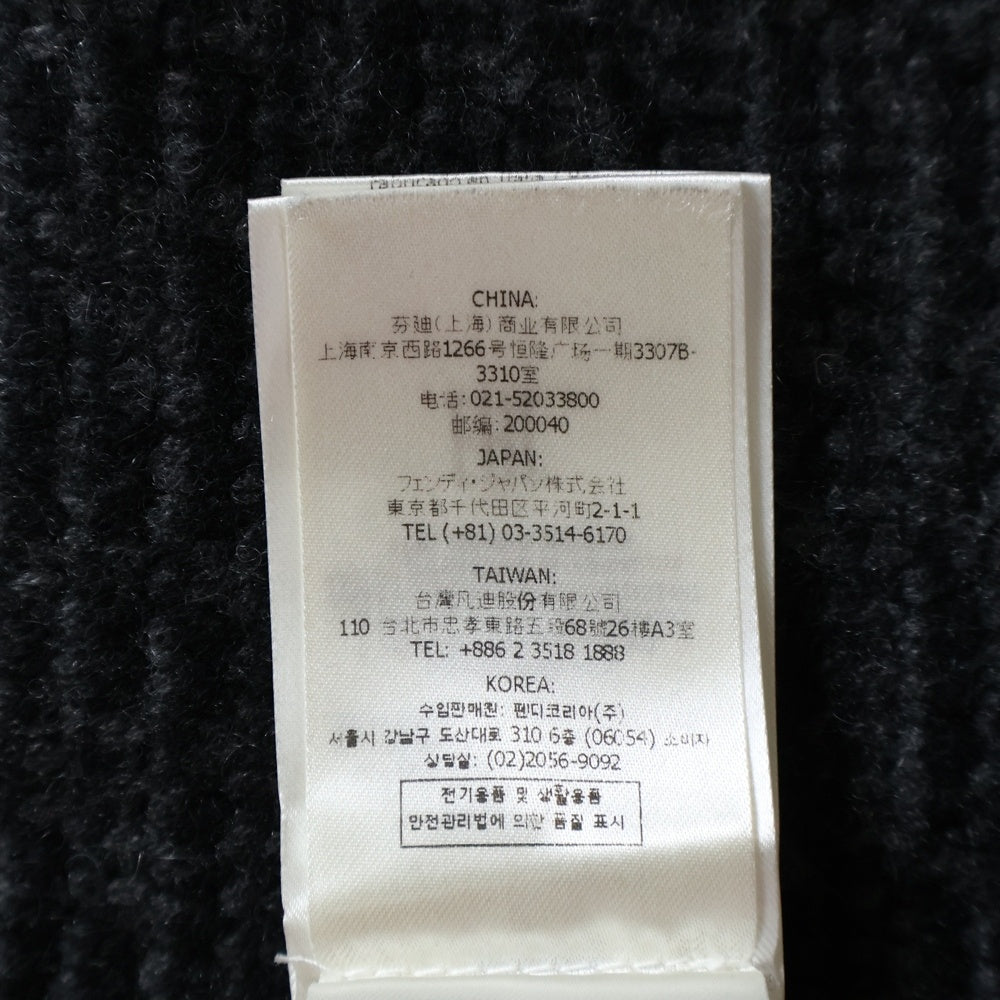 CHINA:
芬迪(上海)商业有限公司
上海南京西路1266号恒隆广场一期3307B-
3310室
电话:021-52033800
邮编:200040
JAPAN:
フェンディ・ジャパン株式会社
東京都千代田区平河町2-1-1
TEL (+81) 03-3514-6170
TAIWAN:
台灣凡迪股份有限公司
110 台北市忠孝東路五段68號26樓A3室
TEL: +886 2 3518 1888
KOREA:
수입판매원: 펜디코리아(주)
서울시 강남구 도산대로 310 6층 (06054) 소비자
상담실: (02)2056-9092
전기용품 및 생활용품
안전관리법에 의한 품질 표시